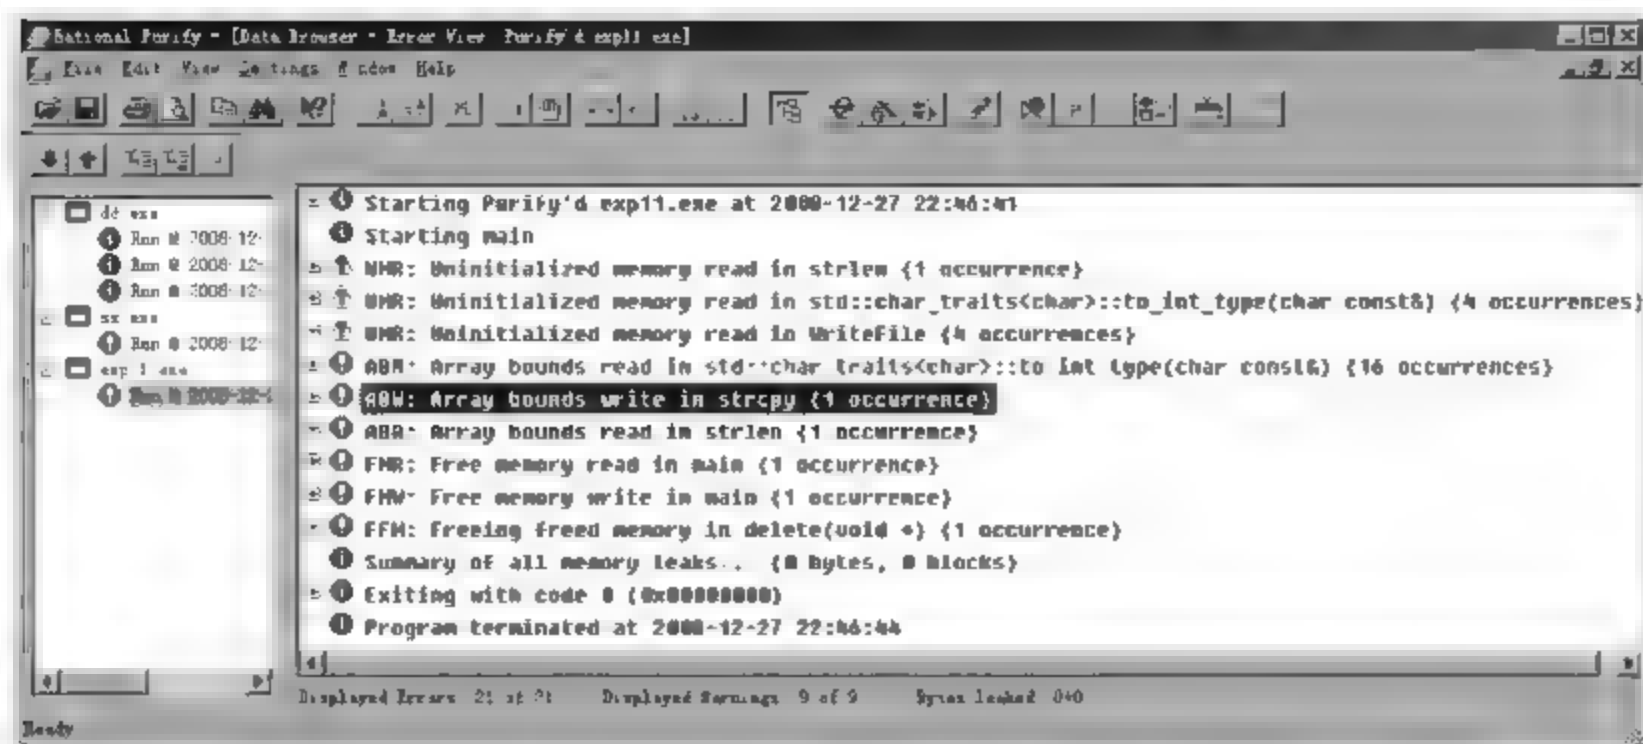 Rational Purify - [Data Browser - Error View Purify'd exp11 exe]
File Edit View Settings Window Help
exe
Run @ 2008-12-
Run @ 2008-12-
Run @ 2008-12-
sx exe
Run @ 2008-12-
exe
Run @ 2008-12-
Starting Purify'd exp11.exe at 2008-12-27 22:46:41
Starting main
UMR: Uninitialized memory read in strlen {1 occurrence}
UMR: Uninitialized memory read in std::char_traits<char>::to_int_type(char const&) {4 occurrences}
UMR: Uninitialized memory read in WriteFile {4 occurrences}
ABR: Array bounds read in std::char_traits<char>::to_int_type(char const&) {16 occurrences}
ABW: Array bounds write in strcpy {1 occurrence}
ABR: Array bounds read in strlen {1 occurrence}
FMR: Free memory read in main {1 occurrence}
FMW: Free memory write in main {1 occurrence}
FFM: Freeing freed memory in delete(void *) {1 occurrence}
Summary of all memory leaks... {0 bytes, 0 blocks}
Exiting with code 0 (0x00000000)
Program terminated at 2008-12-27 22:46:44
Displayed Errors 21 of 21 Displayed Warnings 9 of 9 Bytes leaked
Ready